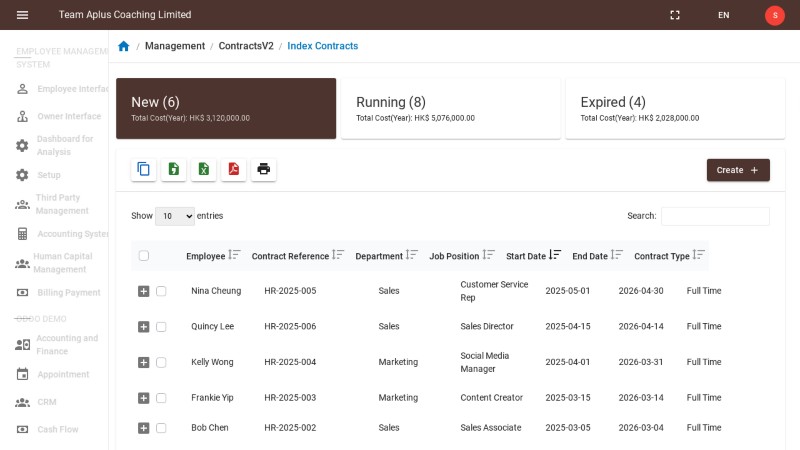 Team Aplus Coaching Limited
EN
S
EMPLOYEE MANAGEM
SYSTEM
Employee Interfac
Owner Interface
Dashboard for
Analysis
Setup
Third Party
Management
Accounting System
Human Capital
Management
Billing Payment
Accounting and
Finance
Appointment
CRM
Cash Flow
/ Management / ContractsV2 / Index Contracts
New (6)
Total Cost(Year): HK$ 3,120,000.00
Running (8)
Total Cost(Year): HK$ 5,076,000.00
Expired (4)
Total Cost(Year): HK$ 2,028,000.00
Create +
Show 10 entries
Search:
Employee Contract Reference Department Job Position Start Date End Date Contract Type
Nina Cheung HR-2025-005 Sales Customer Service Rep 2025-05-01 2026-04-30 Full Time
Quincy Lee HR-2025-006 Sales Sales Director 2025-04-15 2026-04-14 Full Time
Kelly Wong HR-2025-004 Marketing Social Media Manager 2025-04-01 2026-03-31 Full Time
Frankie Yip HR-2025-003 Marketing Content Creator 2025-03-15 2026-03-14 Full Time
Bob Chen HR-2025-002 Sales Sales Associate 2025-03-05 2026-03-04 Full Time